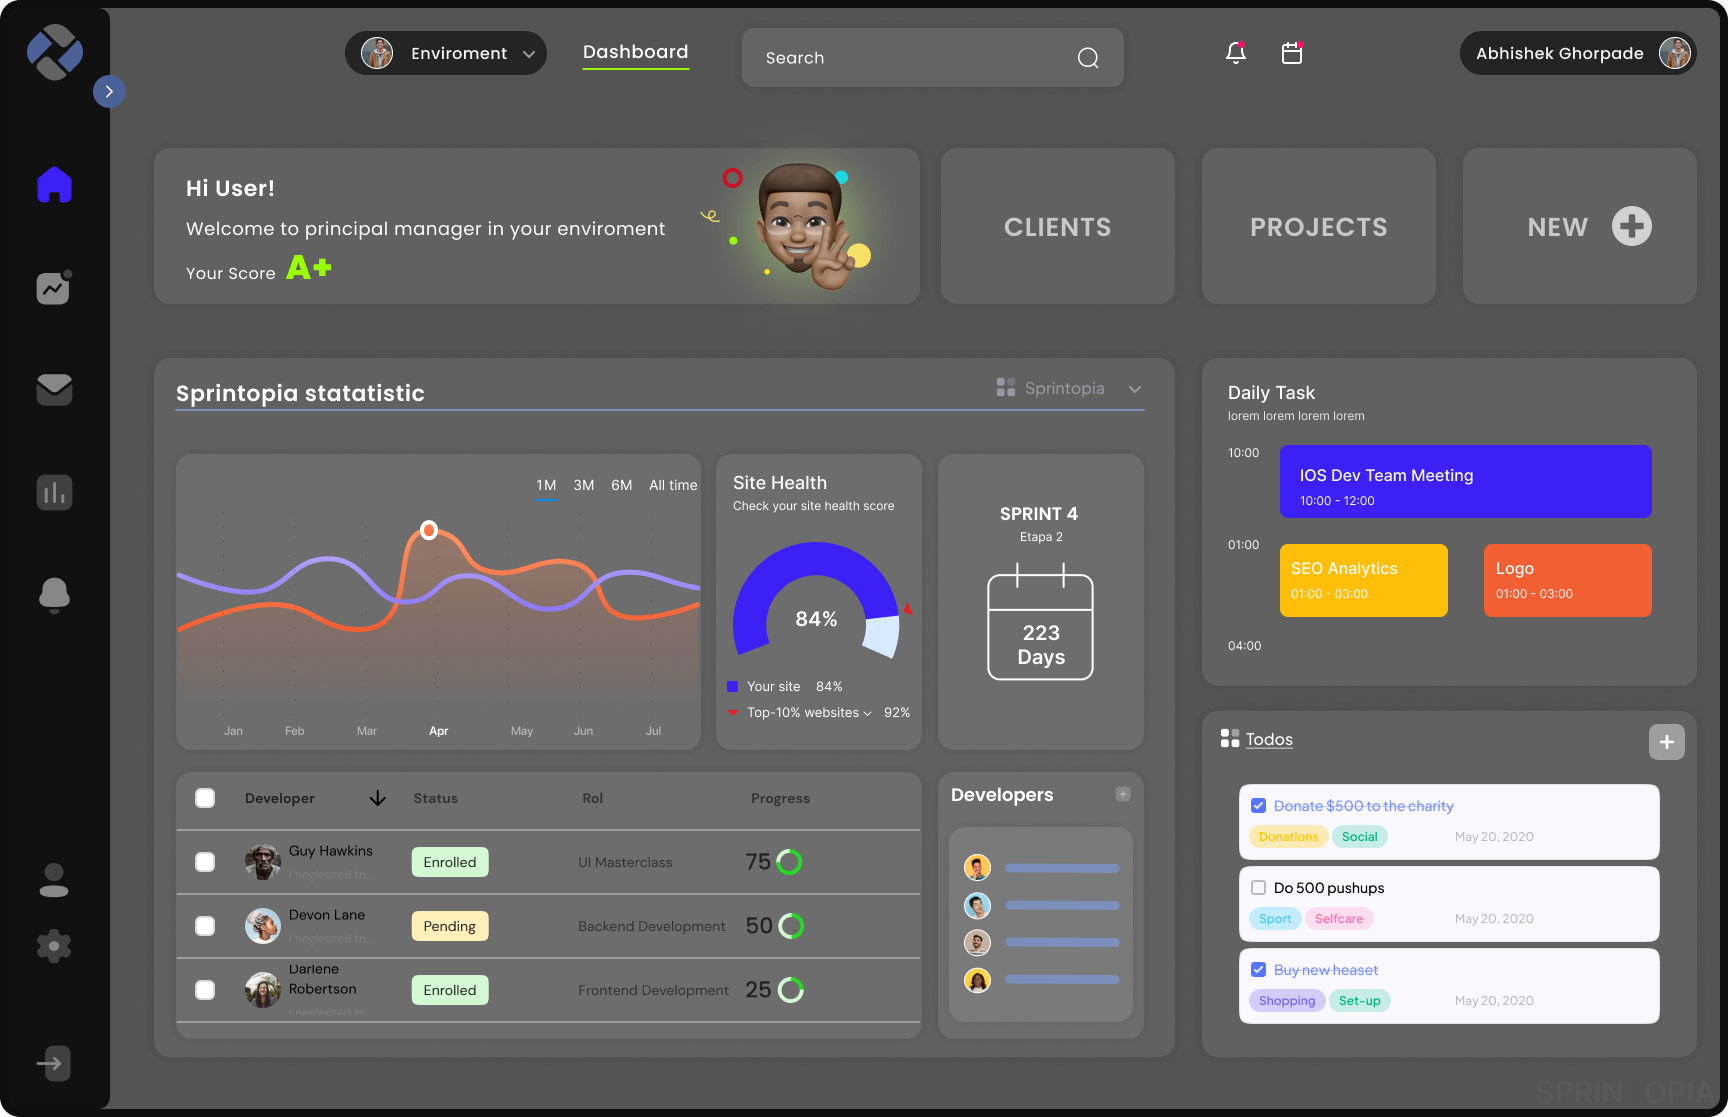 Enviroment
Dashboard
Search
Abhishek Ghorpade
Hi User!
Welcome to principal manager in your enviroment
Your Score A+
CLIENTS
PROJECTS
NEW
Sprintopia statatistic
Sprintopia
1M 3M 6M All time
Jan Feb Mar Apr May Jun Jul
Site Health
Check your site health score
84%
Your site 84%
Top-10% websites 92%
SPRINT 4
Etapa 2
223
Days
Daily Task
lorem lorem lorem lorem
10:00
IOS Dev Team Meeting
10:00 - 12:00
01:00
SEO Analytics
01:00 - 03:00
Logo
01:00 - 03:00
04:00
Developer Status Rol Progress
Guy Hawkins
I neglected to...
Enrolled
UI Masterclass
75
Devon Lane
I neglected to...
Pending
Backend Development
50
Darlene
Robertson
I neglected to
Enrolled
Frontend Development
25
Developers
Todos
Donate $500 to the charity
Donations Social May 20, 2020
Do 500 pushups
Sport Selfcare May 20, 2020
Buy new heaset
Shopping Set-up May 20, 2020
SPRIN OPIA